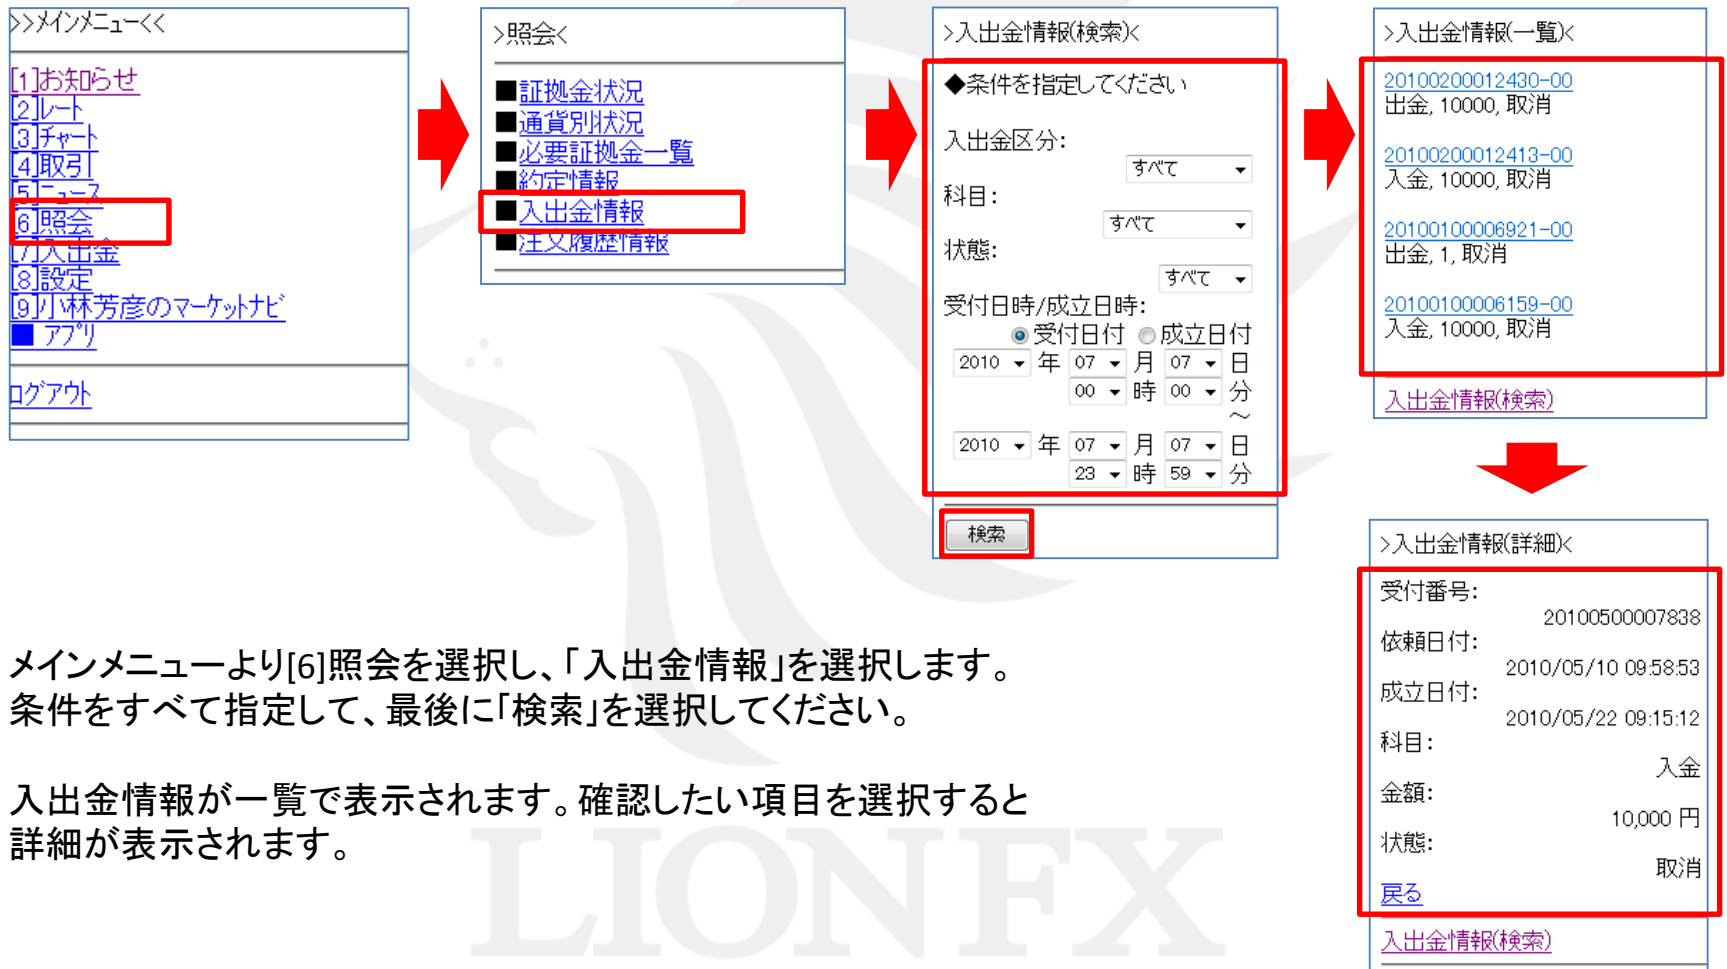 >>メインメニュー<<
[1]お知らせ
[2]レート
[3]チャート
[4]取引
[5]ニュース
[6]照会
[7]入出金
[8]設定
[9]小林芳彦のマーケットナビ
■ アプリ
ログアウト
>照会<
■証拠金状況
■通貨別状況
■必要証拠金一覧
■約定情報
■入出金情報
■注文履歴情報
>入出金情報(検索)<
◆条件を指定してください
入出金区分:
すべて
科目:
すべて
状態:
すべて
受付日時/成立日時:
受付日付 成立日付
2010 年 07 月 07 日
00 時 00 分
～
2010 年 07 月 07 日
23 時 59 分
検索
>入出金情報(一覧)<
20100200012430-00
出金, 10000, 取消
20100200012413-00
入金, 10000, 取消
20100100006921-00
出金, 1, 取消
20100100006159-00
入金, 10000, 取消
入出金情報(検索)
>入出金情報(詳細)<
受付番号:
20100500007838
依頼日付:
2010/05/10 09:58:53
成立日付:
2010/05/22 09:15:12
科目:
入金
金額:
10,000 円
状態:
取消
戻る
入出金情報(検索)
メインメニューより[6]照会を選択し、「入出金情報」を選択します。
条件をすべて指定して、最後に「検索」を選択してください。
入出金情報が一覧で表示されます。確認したい項目を選択すると
詳細が表示されます。
LION FX